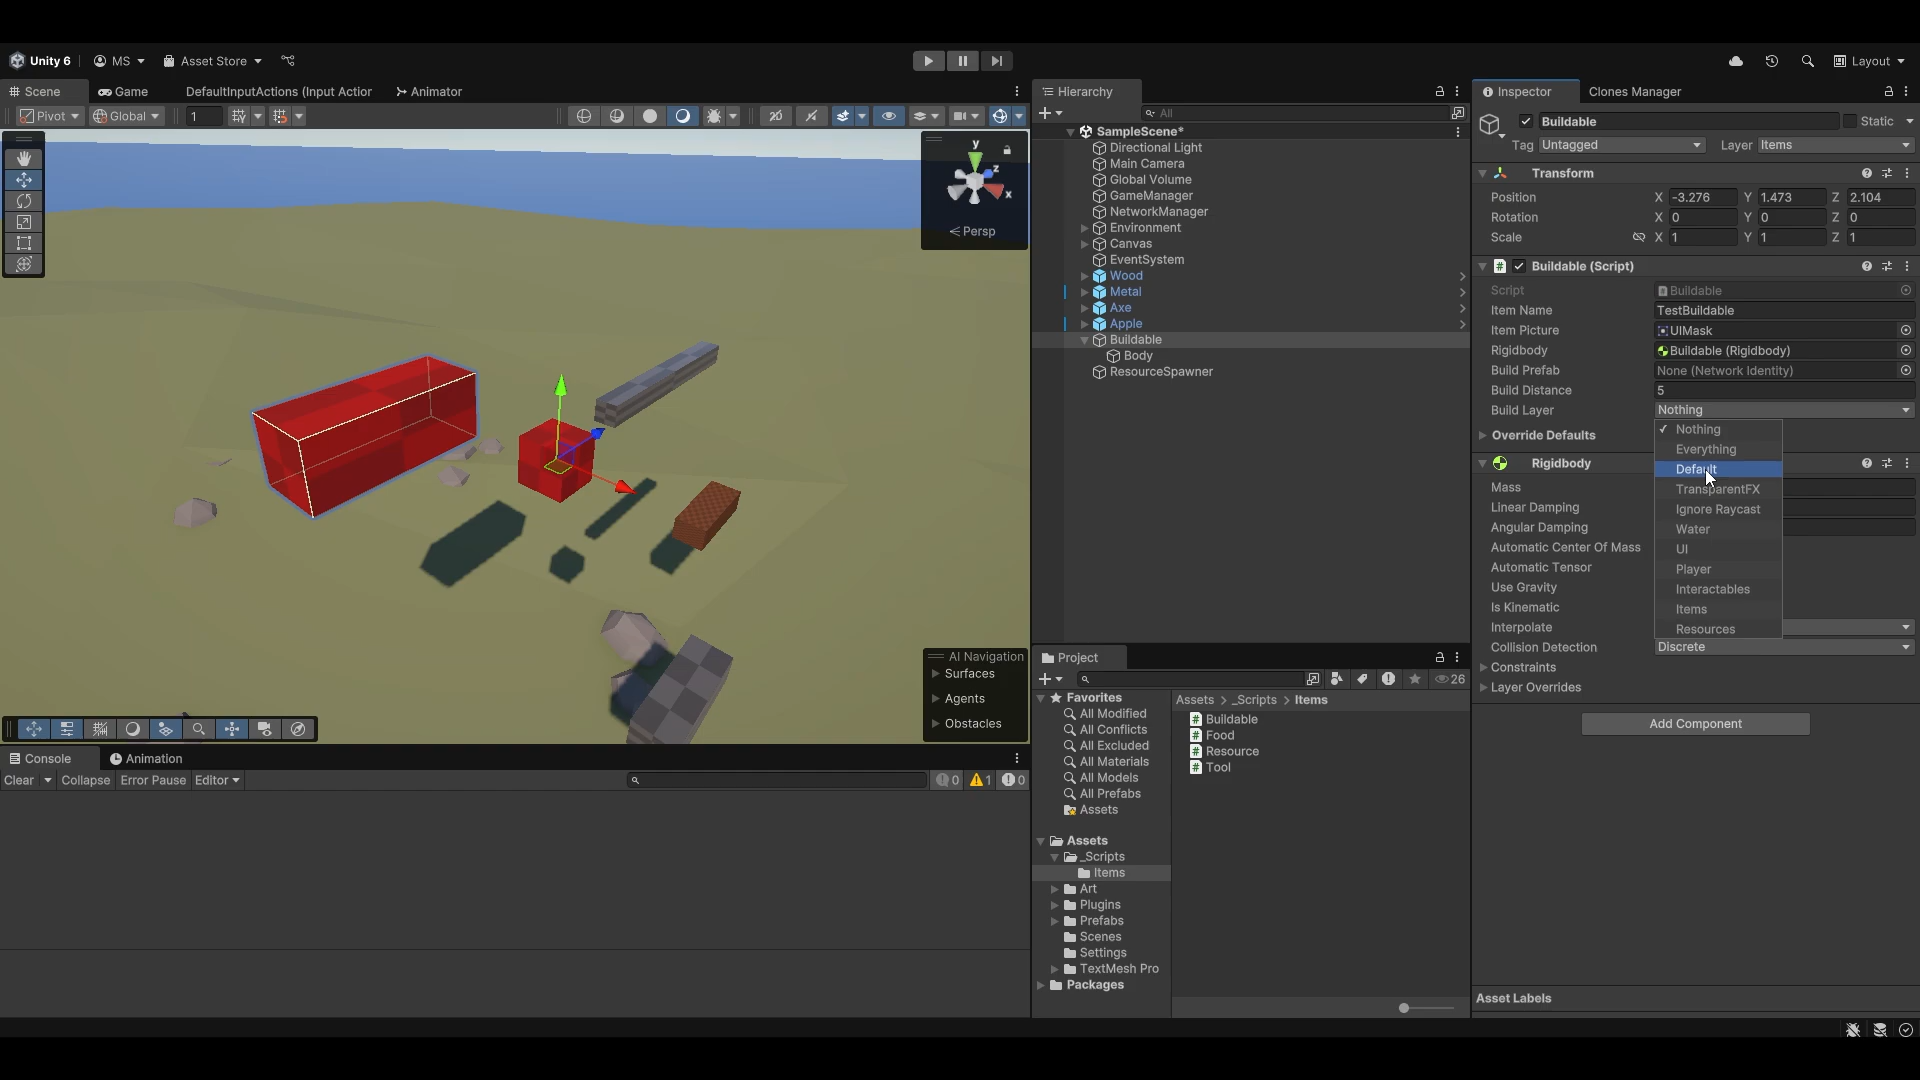 Unity 6 MS Asset Store Layout
Scene Game DefaultInputActions (Input Actior Animator
Pivot Global 1
y
z
x
Persp
AI Navigation
Surfaces
Agents
Obstacles
Console Animation
Clear Collapse Error Pause Editor 0 1 0
Hierarchy
All
SampleScene*
Directional Light
Main Camera
Global Volume
GameManager
NetworkManager
Environment
Canvas
EventSystem
Wood
Metal
Axe
Apple
Buildable
Body
ResourceSpawner
Project
26
Favorites
All Modified
All Conflicts
All Excluded
All Materials
All Models
All Prefabs
Assets
Assets
_Scripts
Items
Art
Plugins
Prefabs
Scenes
Settings
TextMesh Pro
Packages
Assets > _Scripts > Items
Buildable
Food
Resource
Tool
Inspector Clones Manager
Buildable Static
Tag Untagged Layer Items
Transform
Position X -3.276 Y 1.473 Z 2.104
Rotation X 0 Y 0 Z 0
Scale X 1 Y 1 Z 1
Buildable (Script)
Script Buildable
Item Name TestBuildable
Item Picture UIMask
Rigidbody Buildable (Rigidbody)
Build Prefab None (Network Identity)
Build Distance 5
Build Layer Nothing
Override Defaults
Rigidbody
Mass
Linear Damping
Angular Damping
Automatic Center Of Mass
Automatic Tensor
Use Gravity
Is Kinematic
Interpolate
Collision Detection Discrete
Constraints
Layer Overrides
Nothing
Everything
Default
TransparentFX
Ignore Raycast
Water
UI
Player
Interactables
Items
Resources
Add Component
Asset Labels